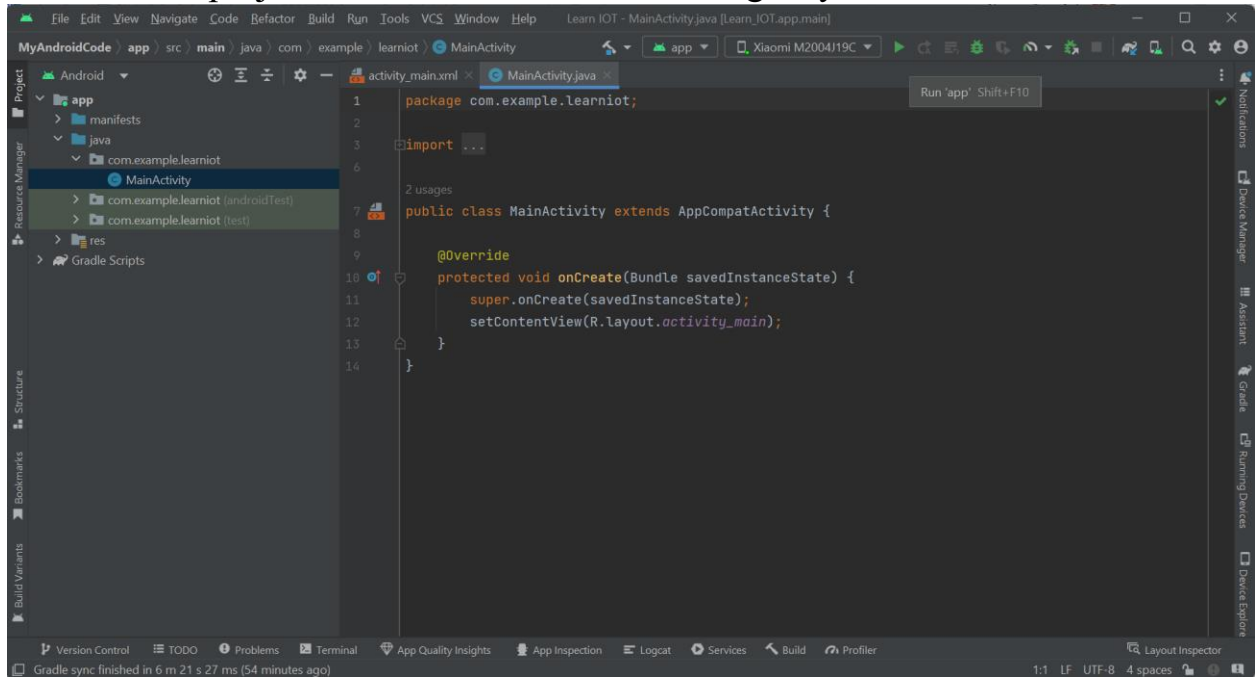 File Edit View Navigate Code Refactor Build Run Tools VCS Window Help Learn IOT - MainActivity.java [Learn_IOT.app.main]
MyAndroidCode app src main java com example learniot MainActivity app Xiaomi M2004J19C
Android activity_main.xml MainActivity.java
Run 'app' Shift+F10
Project
Resource Manager
Structure
Bookmarks
Build Variants
app
manifests
java
com.example.learniot
MainActivity
com.example.learniot (androidTest)
com.example.learniot (test)
res
Gradle Scripts
1 package com.example.learniot;
2
3 import ...
6
2 usages
7 public class MainActivity extends AppCompatActivity {
8
9 @Override
10 protected void onCreate(Bundle savedInstanceState) {
11 super.onCreate(savedInstanceState);
12 setContentView(R.layout.activity_main);
13 }
14 }
Notifications
Device Manager
Assistant
Gradle
Running Devices
Device Explore
Version Control TODO Problems Terminal App Quality Insights App Inspection Logcat Services Build Profiler Layout Inspector
Gradle sync finished in 6 m 21 s 27 ms (54 minutes ago) 1:1 LF UTF-8 4 spaces